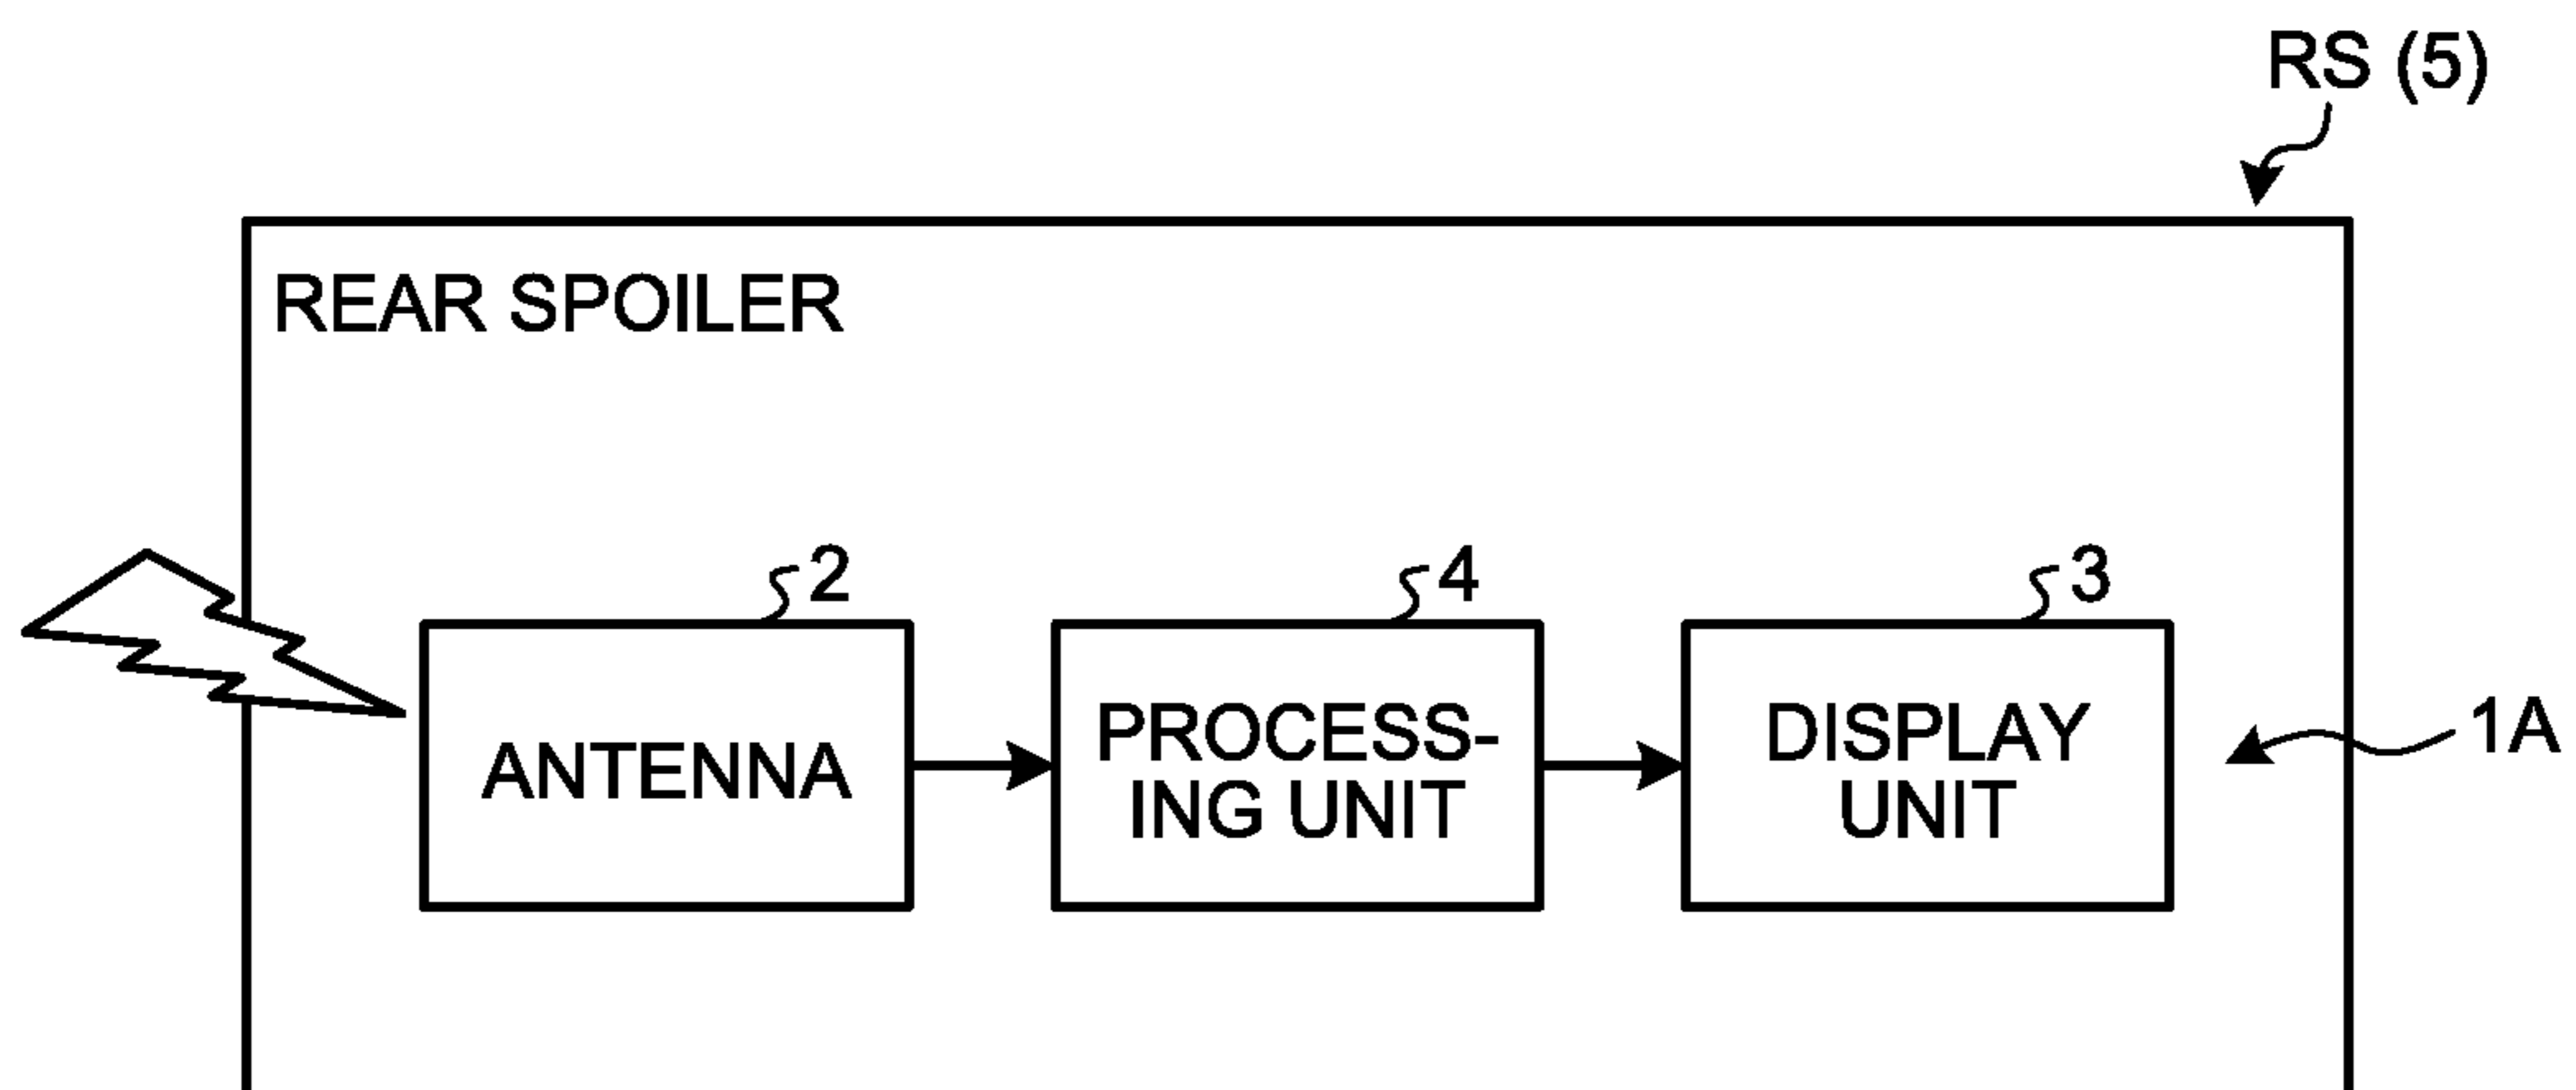 RS (5)
REAR SPOILER
2
4
3
ANTENNA
PROCESS-
ING UNIT
DISPLAY
UNIT
1A